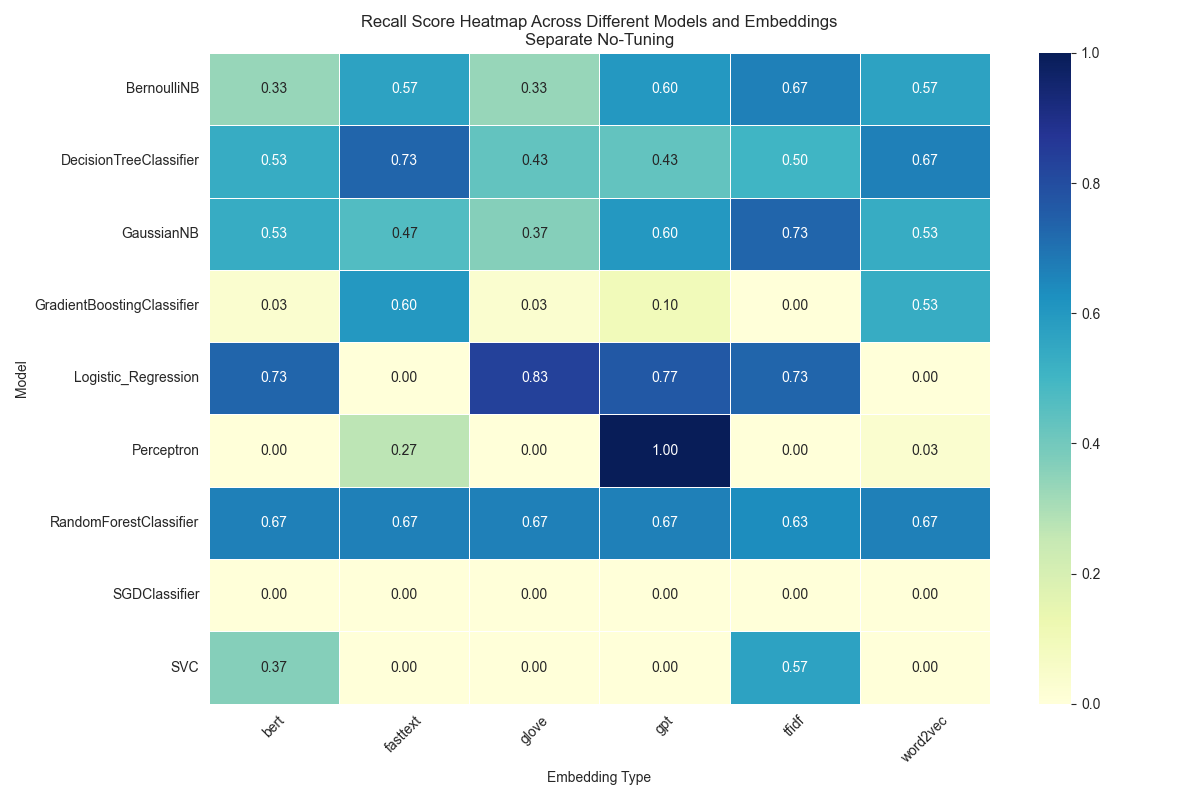 Recall Score Heatmap Across Different Models and Embeddings
Separate No-Tuning
BernoulliNB 0.33 0.57 0.33 0.60 0.67 0.57
DecisionTreeClassifier 0.53 0.73 0.43 0.43 0.50 0.67
GaussianNB 0.53 0.47 0.37 0.60 0.73 0.53
GradientBoostingClassifier 0.03 0.60 0.03 0.10 0.00 0.53
Logistic_Regression 0.73 0.00 0.83 0.77 0.73 0.00
Perceptron 0.00 0.27 0.00 1.00 0.00 0.03
RandomForestClassifier 0.67 0.67 0.67 0.67 0.63 0.67
SGDClassifier 0.00 0.00 0.00 0.00 0.00 0.00
SVC 0.37 0.00 0.00 0.00 0.57 0.00
bert fasttext glove gpt tfidf word2vec
Embedding Type
Model
1.0
0.8
0.6
0.4
0.2
0.0